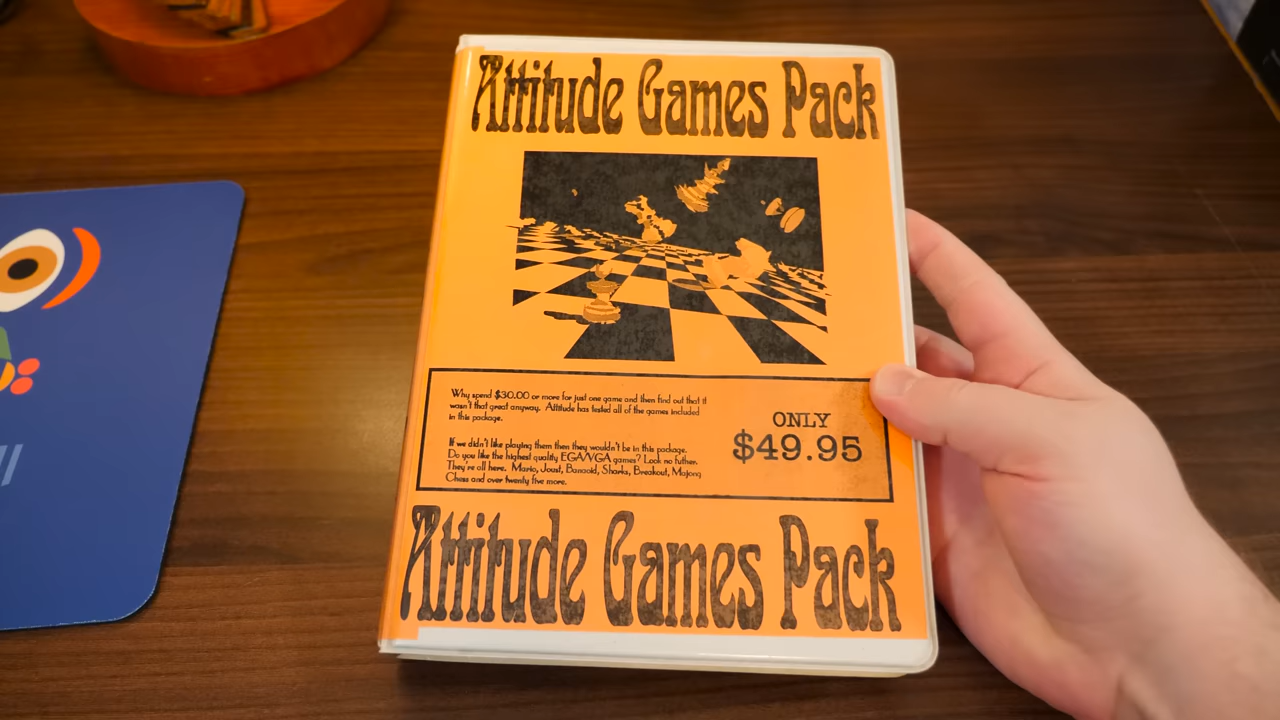 Attitude Games Pack
Why spend $30.00 or more for just one game and then find out that it
wasn't that great anyway. Attitude has tested all of the games included
in this package.
If we didn't like playing them then they wouldn't be in this package.
Do you like the highest quality EGA/VGA games? Look no futher.
They're all here. Mario, Joust, Banaoid, Sharks, Breakout, Majong
Chess and over twenty five more.
ONLY
$49.95
Attitude Games Pack